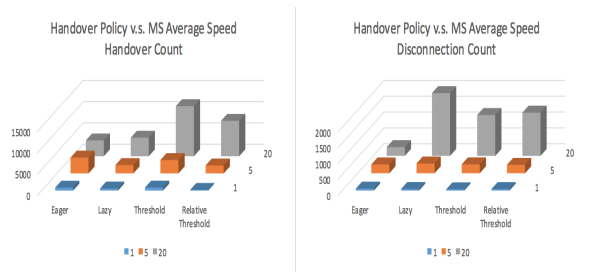 Handover Policy v.s. MS Average Speed
Handover Count
15000
10000
5000
0
20
5
1
Eager
Lazy
Threshold
Relative
Threshold
1 5 20
Handover Policy v.s. MS Average Speed
Disconnection Count
2000
1500
1000
500
0
20
5
1
Eager
Lazy
Threshold
Relative
Threshold
1 5 20